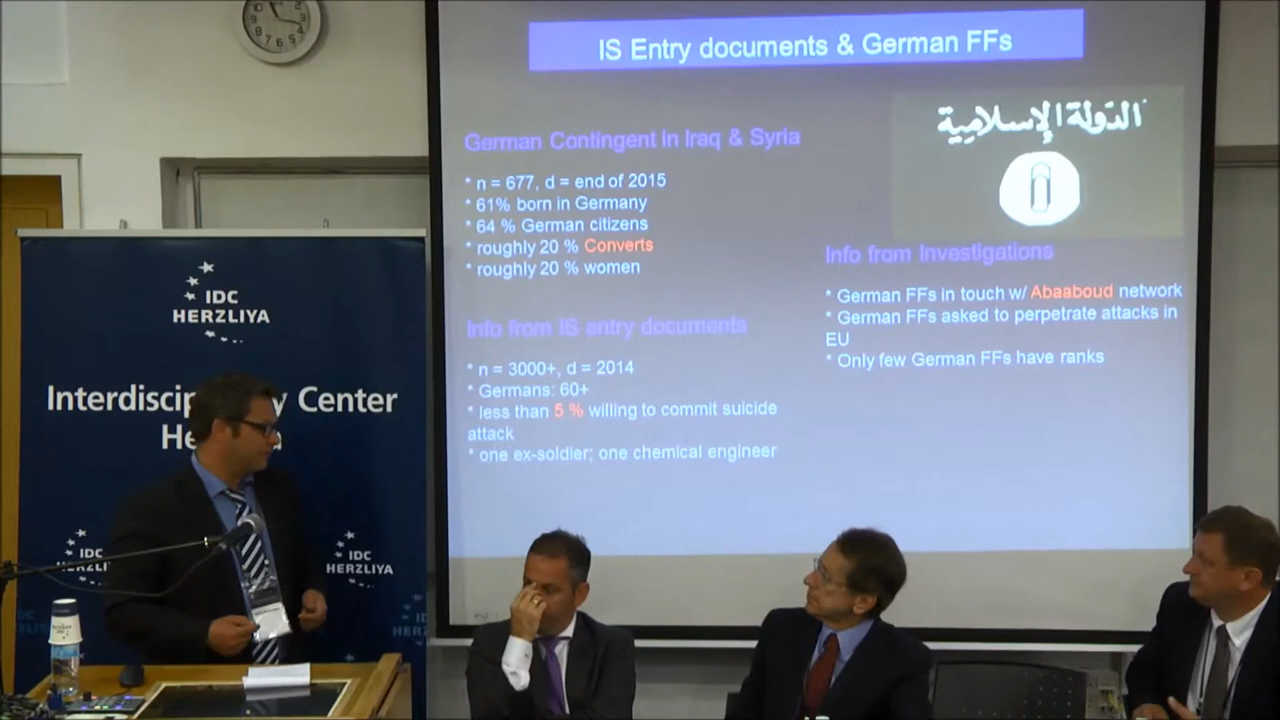 IS Entry documents & German FFs
الدولة الإسلامية
German Contingent in Iraq & Syria
* n = 677, d = end of 2015
* 61% born in Germany
* 64 % German citizens
* roughly 20 % Converts
* roughly 20 % women
Info from IS entry documents
* n = 3000+, d = 2014
* Germans: 60+
* less than 5 % willing to commit suicide
attack
* one ex-soldier; one chemical engineer
Info from Investigations
* German FFs in touch w/ Abaaboud network
* German FFs asked to perpetrate attacks in
EU
* Only few German FFs have ranks
IDC
HERZLIYA
Center
IDC
IDC
HERZLIYA